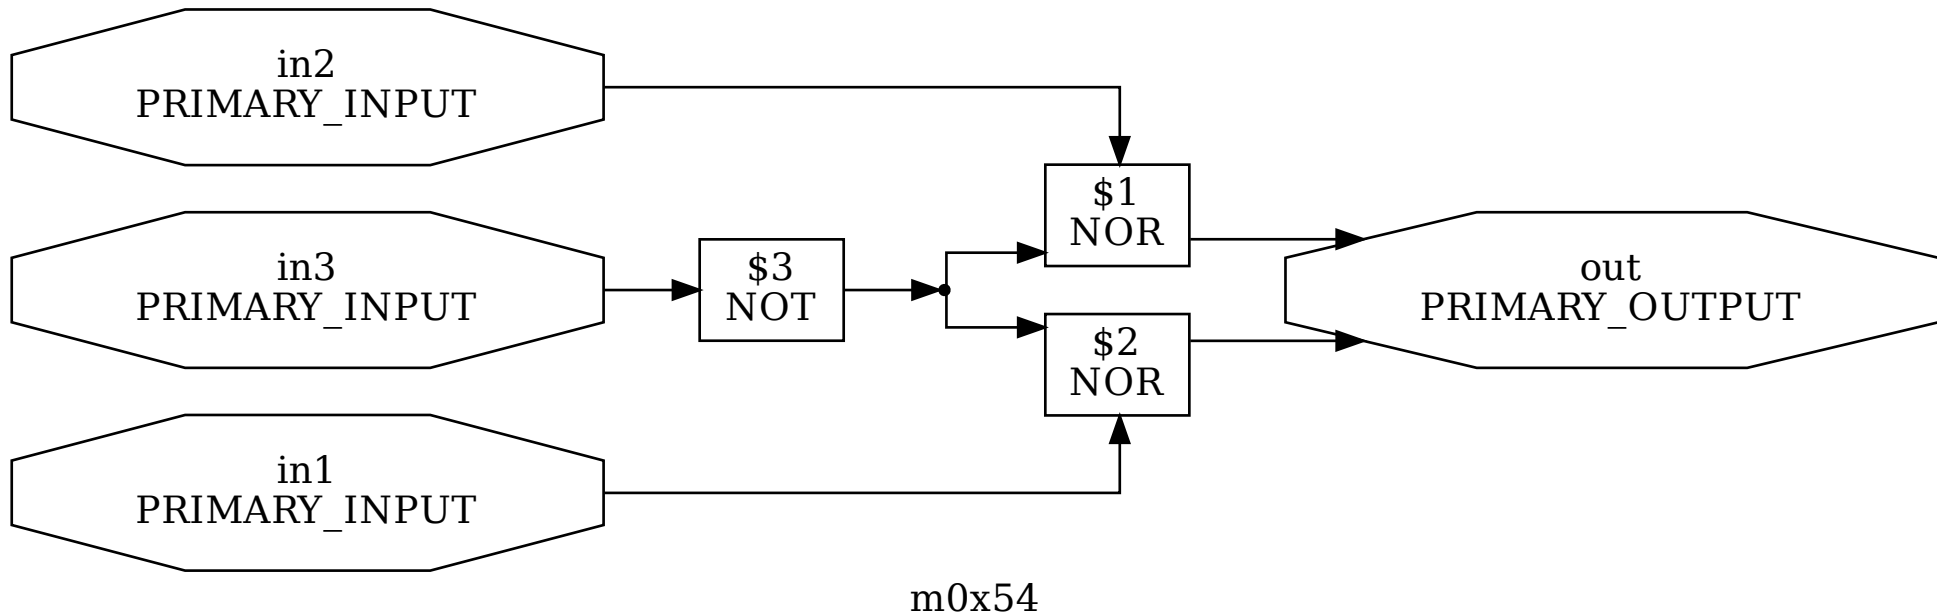 in2
PRIMARY_INPUT
$1
NOR
in3
PRIMARY_INPUT
$3
NOT
out
PRIMARY_OUTPUT
$2
NOR
in1
PRIMARY_INPUT
m0x54